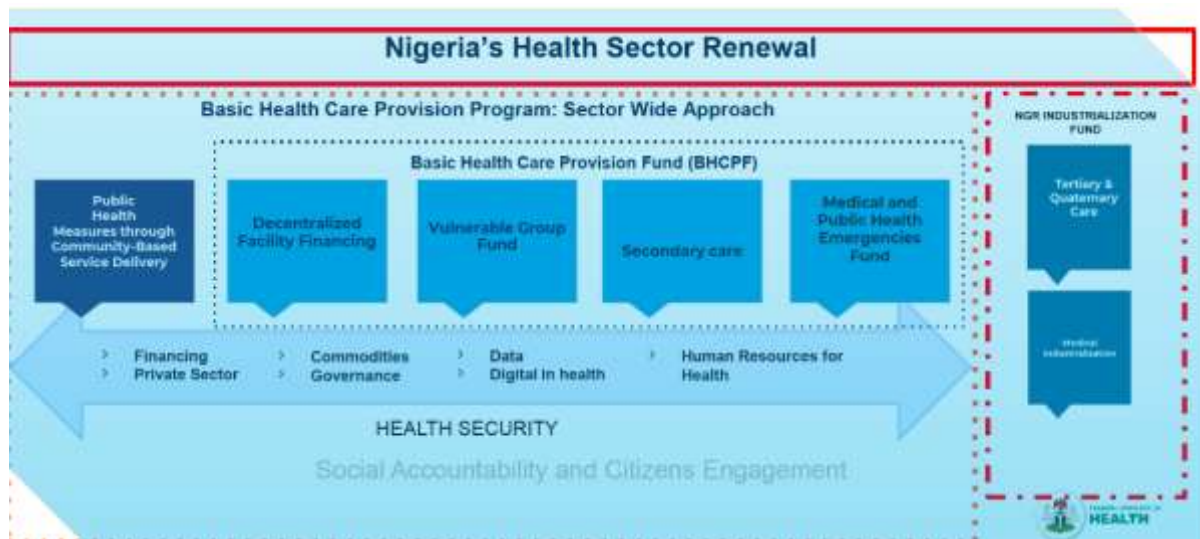 Nigeria's Health Sector Renewal
Basic Health Care Provision Program: Sector Wide Approach
Basic Health Care Provision Fund (BHCPF)
Public
Health
Measures through
Community-Based
Service Delivery
Decentralized
Facility Financing
Vulnerable Group
Fund
Secondary care
Medical and
Public Health
Emergencies
Fund
> Financing
> Private Sector
> Commodities
> Governance
> Data
> Digital in health
> Human Resources for
Health
HEALTH SECURITY
Social Accountability and Citizens Engagement
NGR INDUSTRIALIZATION
FUND
Tertiary &
Quaternary
Care
Medical
Industrialization
HEALTH